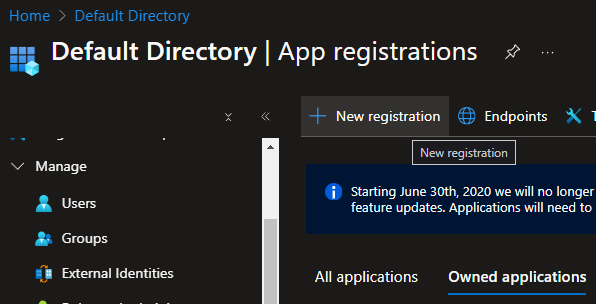 Home > Default Directory
Default Directory | App registrations
New registration
Endpoints
New registration
Manage
Users
Groups
External Identities
Starting June 30th, 2020 we will no longer
feature updates. Applications will need to
All applications
Owned applications